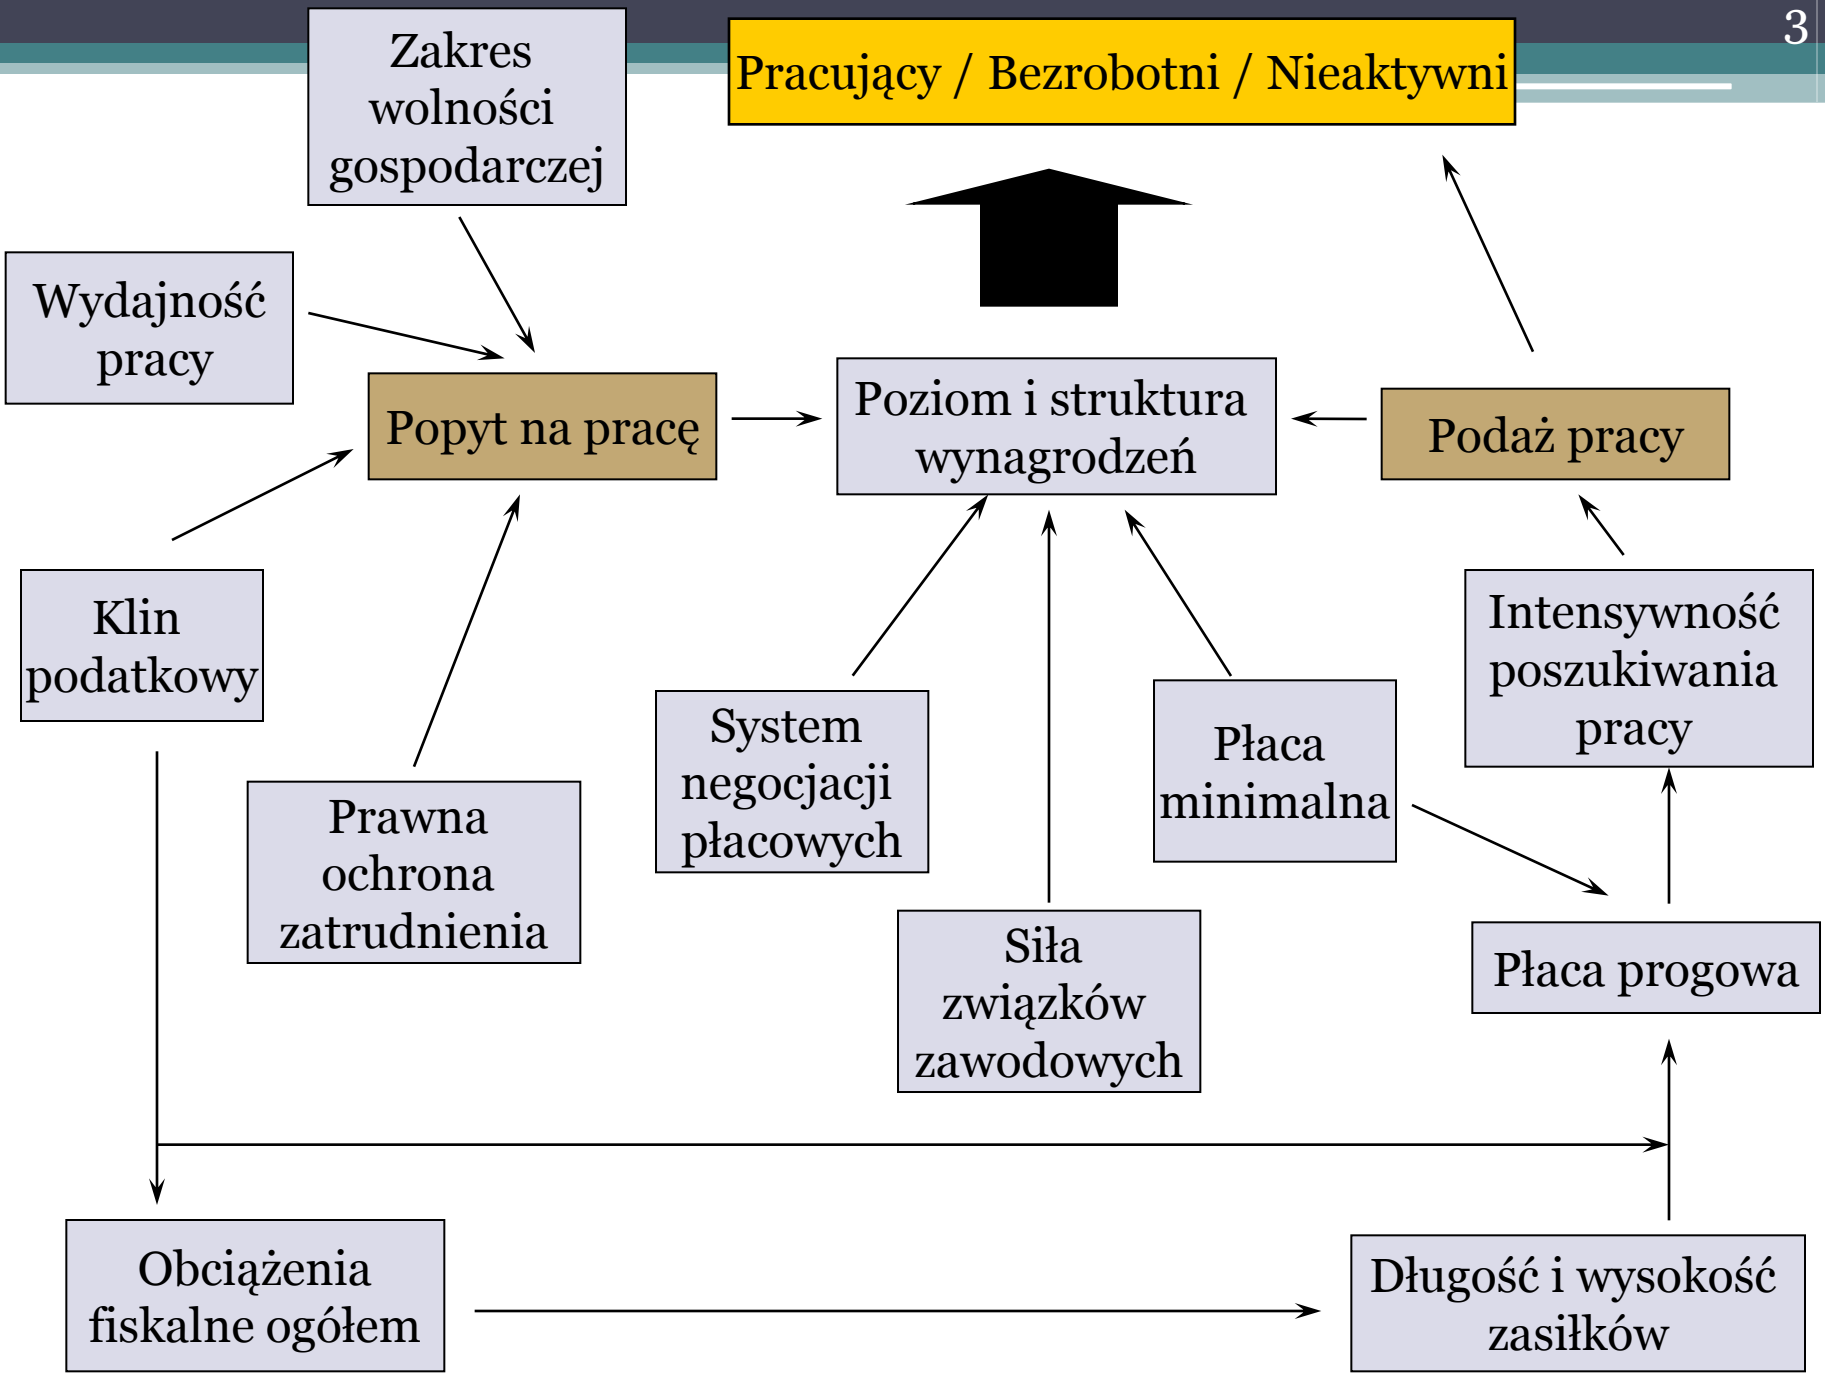 3
Zakres
wolności
gospodarczej
Pracujący / Bezrobotni / Nieaktywni
Wydajność
pracy
Popyt na pracę
Poziom i struktura
wynagrodzeń
Podaż pracy
Klin
podatkowy
Intensywność
poszukiwania
pracy
System
negocjacji
płacowych
Płaca
minimalna
Prawna
ochrona
zatrudnienia
Siła
związków
zawodowych
Płaca progowa
Obciążenia
fiskalne ogółem
Długość i wysokość
zasiłków